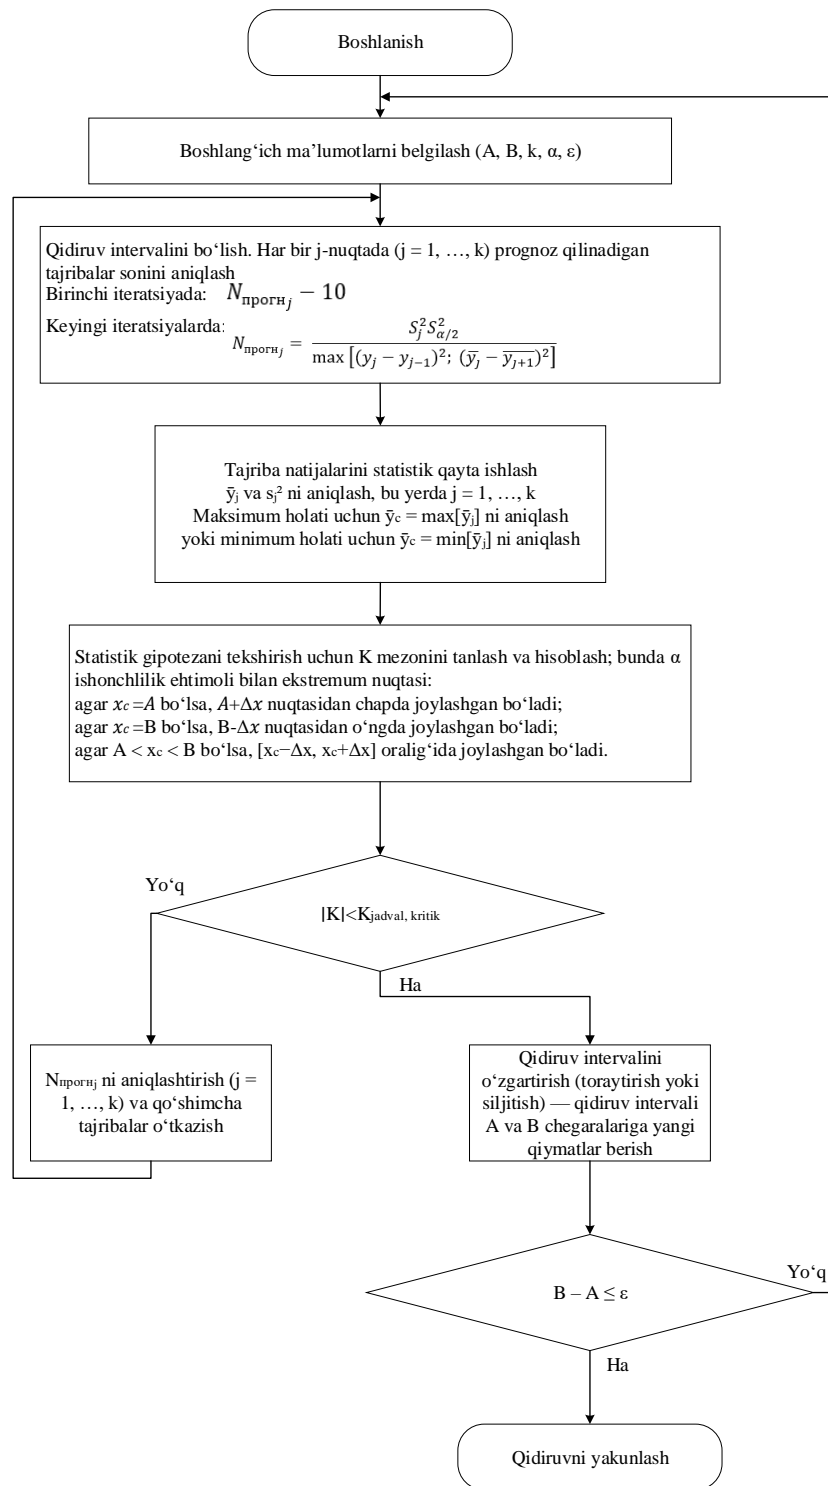 Boshlanish
Boshlang‘ich ma’lumotlarni belgilash (A, B, k, α, ε)
Qidiruv intervalini bo‘lish. Har bir j-nuqtada (j = 1, …, k) prognoz qilinadigan
tajribalar sonini aniqlash
Birinchi iteratsiyada: N_прогн_j − 10
Keyingi iteratsiyalarda: N_прогн_j = S_j^2 S_{α/2}^2 / max [(y_j − y_{j−1})^2; (ȳ_J − ȳ_{J+1})^2]
Tajriba natijalarini statistik qayta ishlash
ȳⱼ va sⱼ² ni aniqlash, bu yerda j = 1, …, k
Maksimum holati uchun ȳc = max[ȳⱼ] ni aniqlash
yoki minimum holati uchun ȳc = min[ȳⱼ] ni aniqlash
Statistik gipotezani tekshirish uchun K mezonini tanlash va hisoblash; bunda α
ishonchlilik ehtimoli bilan ekstremum nuqtasi:
agar 𝑥c =𝐴 bo‘lsa, 𝐴+Δ𝑥 nuqtasidan chapda joylashgan bo‘ladi;
agar 𝑥c =B bo‘lsa, B-Δ𝑥 nuqtasidan o‘ngda joylashgan bo‘ladi;
agar A < xc < B bo‘lsa, [xc−Δx, xc+Δx] oralig‘ida joylashgan bo‘ladi.
Yo‘q
|K|<Kjadval, kritik
Ha
Nпрогнⱼ ni aniqlashtirish (j =
1, …, k) va qo‘shimcha
tajribalar o‘tkazish
Qidiruv intervalini
o‘zgartirish (toraytirish yoki
siljitish) — qidiruv intervali
A va B chegaralariga yangi
qiymatlar berish
Yo‘q
B – A ≤ ε
Ha
Qidiruvni yakunlash